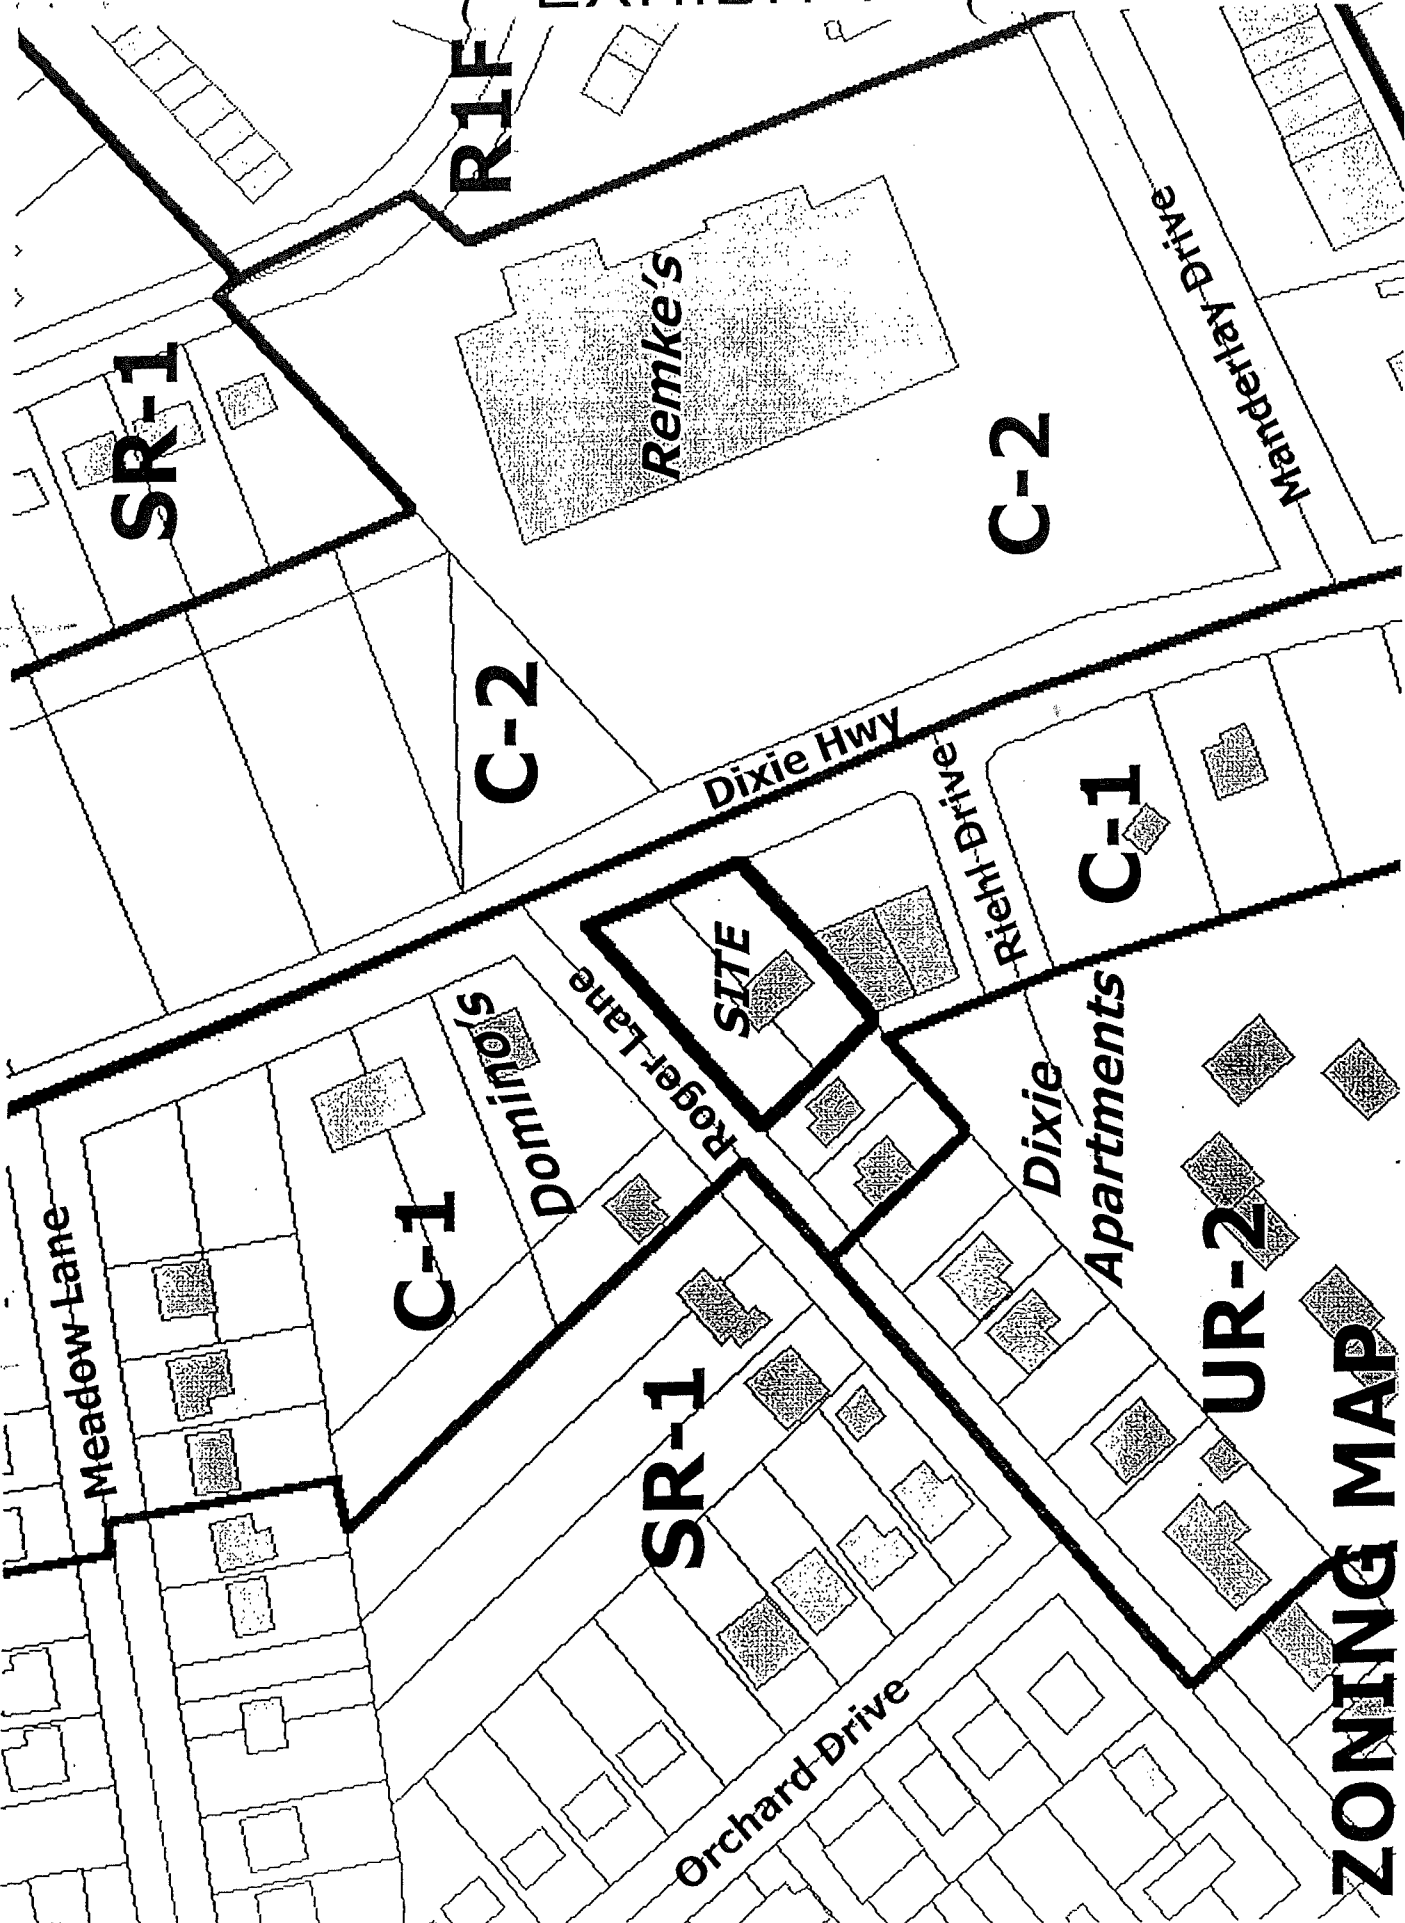 EXHIBIT
Meadow Lane
SR-1
C-1
R1F
C-2
Domino's
Roger Lane
Remke's
SR-1
SITE
Dixie Hwy
Orchard Drive
Riehl Drive
C-2
Dixie
Apartments
C-1
Manderlay Drive
UR-2
ZONING MAP